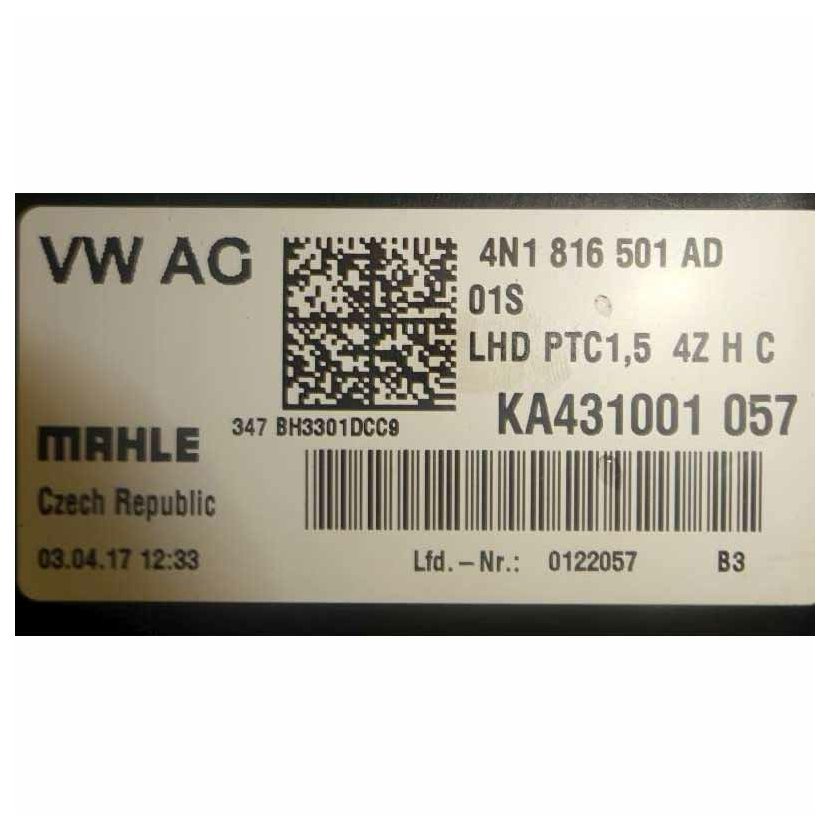 VW AG
4N1 816 501 AD
01S
LHD PTC1,5 4Z H C
347 BH3301DCC9
KA431001 057
MAHLE
Czech Republic
03.04.17 12:33
Lfd.-Nr.: 0122057 B3